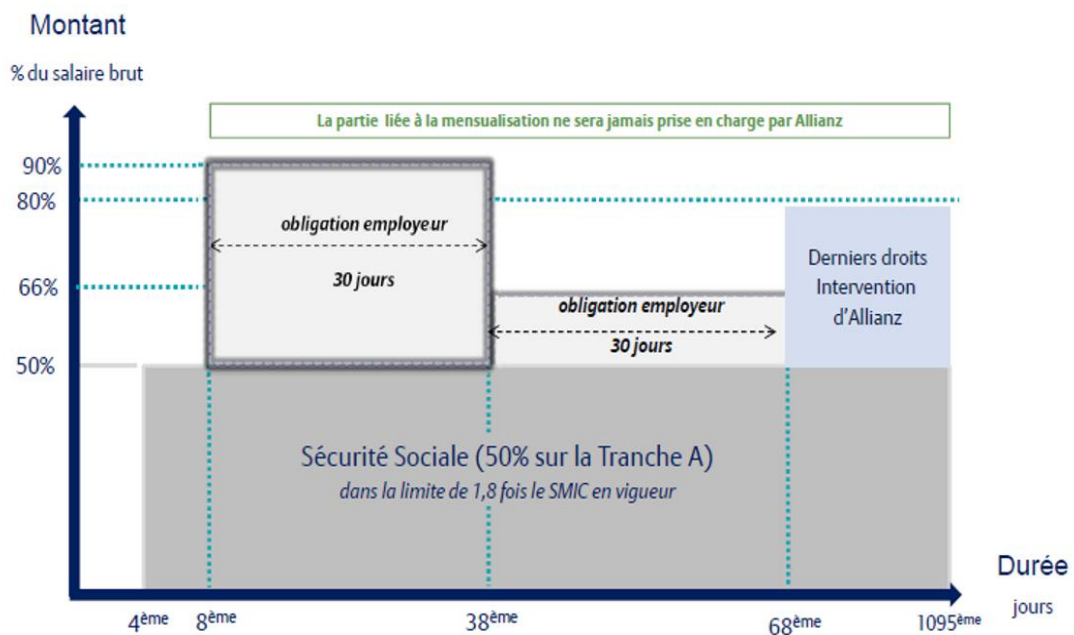 Montant
% du salaire brut
La partie liée à la mensualisation ne sera jamais prise en charge par Allianz
90%
80%
66%
50%
obligation employeur
30 jours
obligation employeur
30 jours
Derniers droits
Intervention
d'Allianz
Sécurité Sociale (50% sur la Tranche A)
dans la limite de 1,8 fois le SMIC en vigueur
Durée
jours
4ème 8ème 38ème 68ème 1095ème